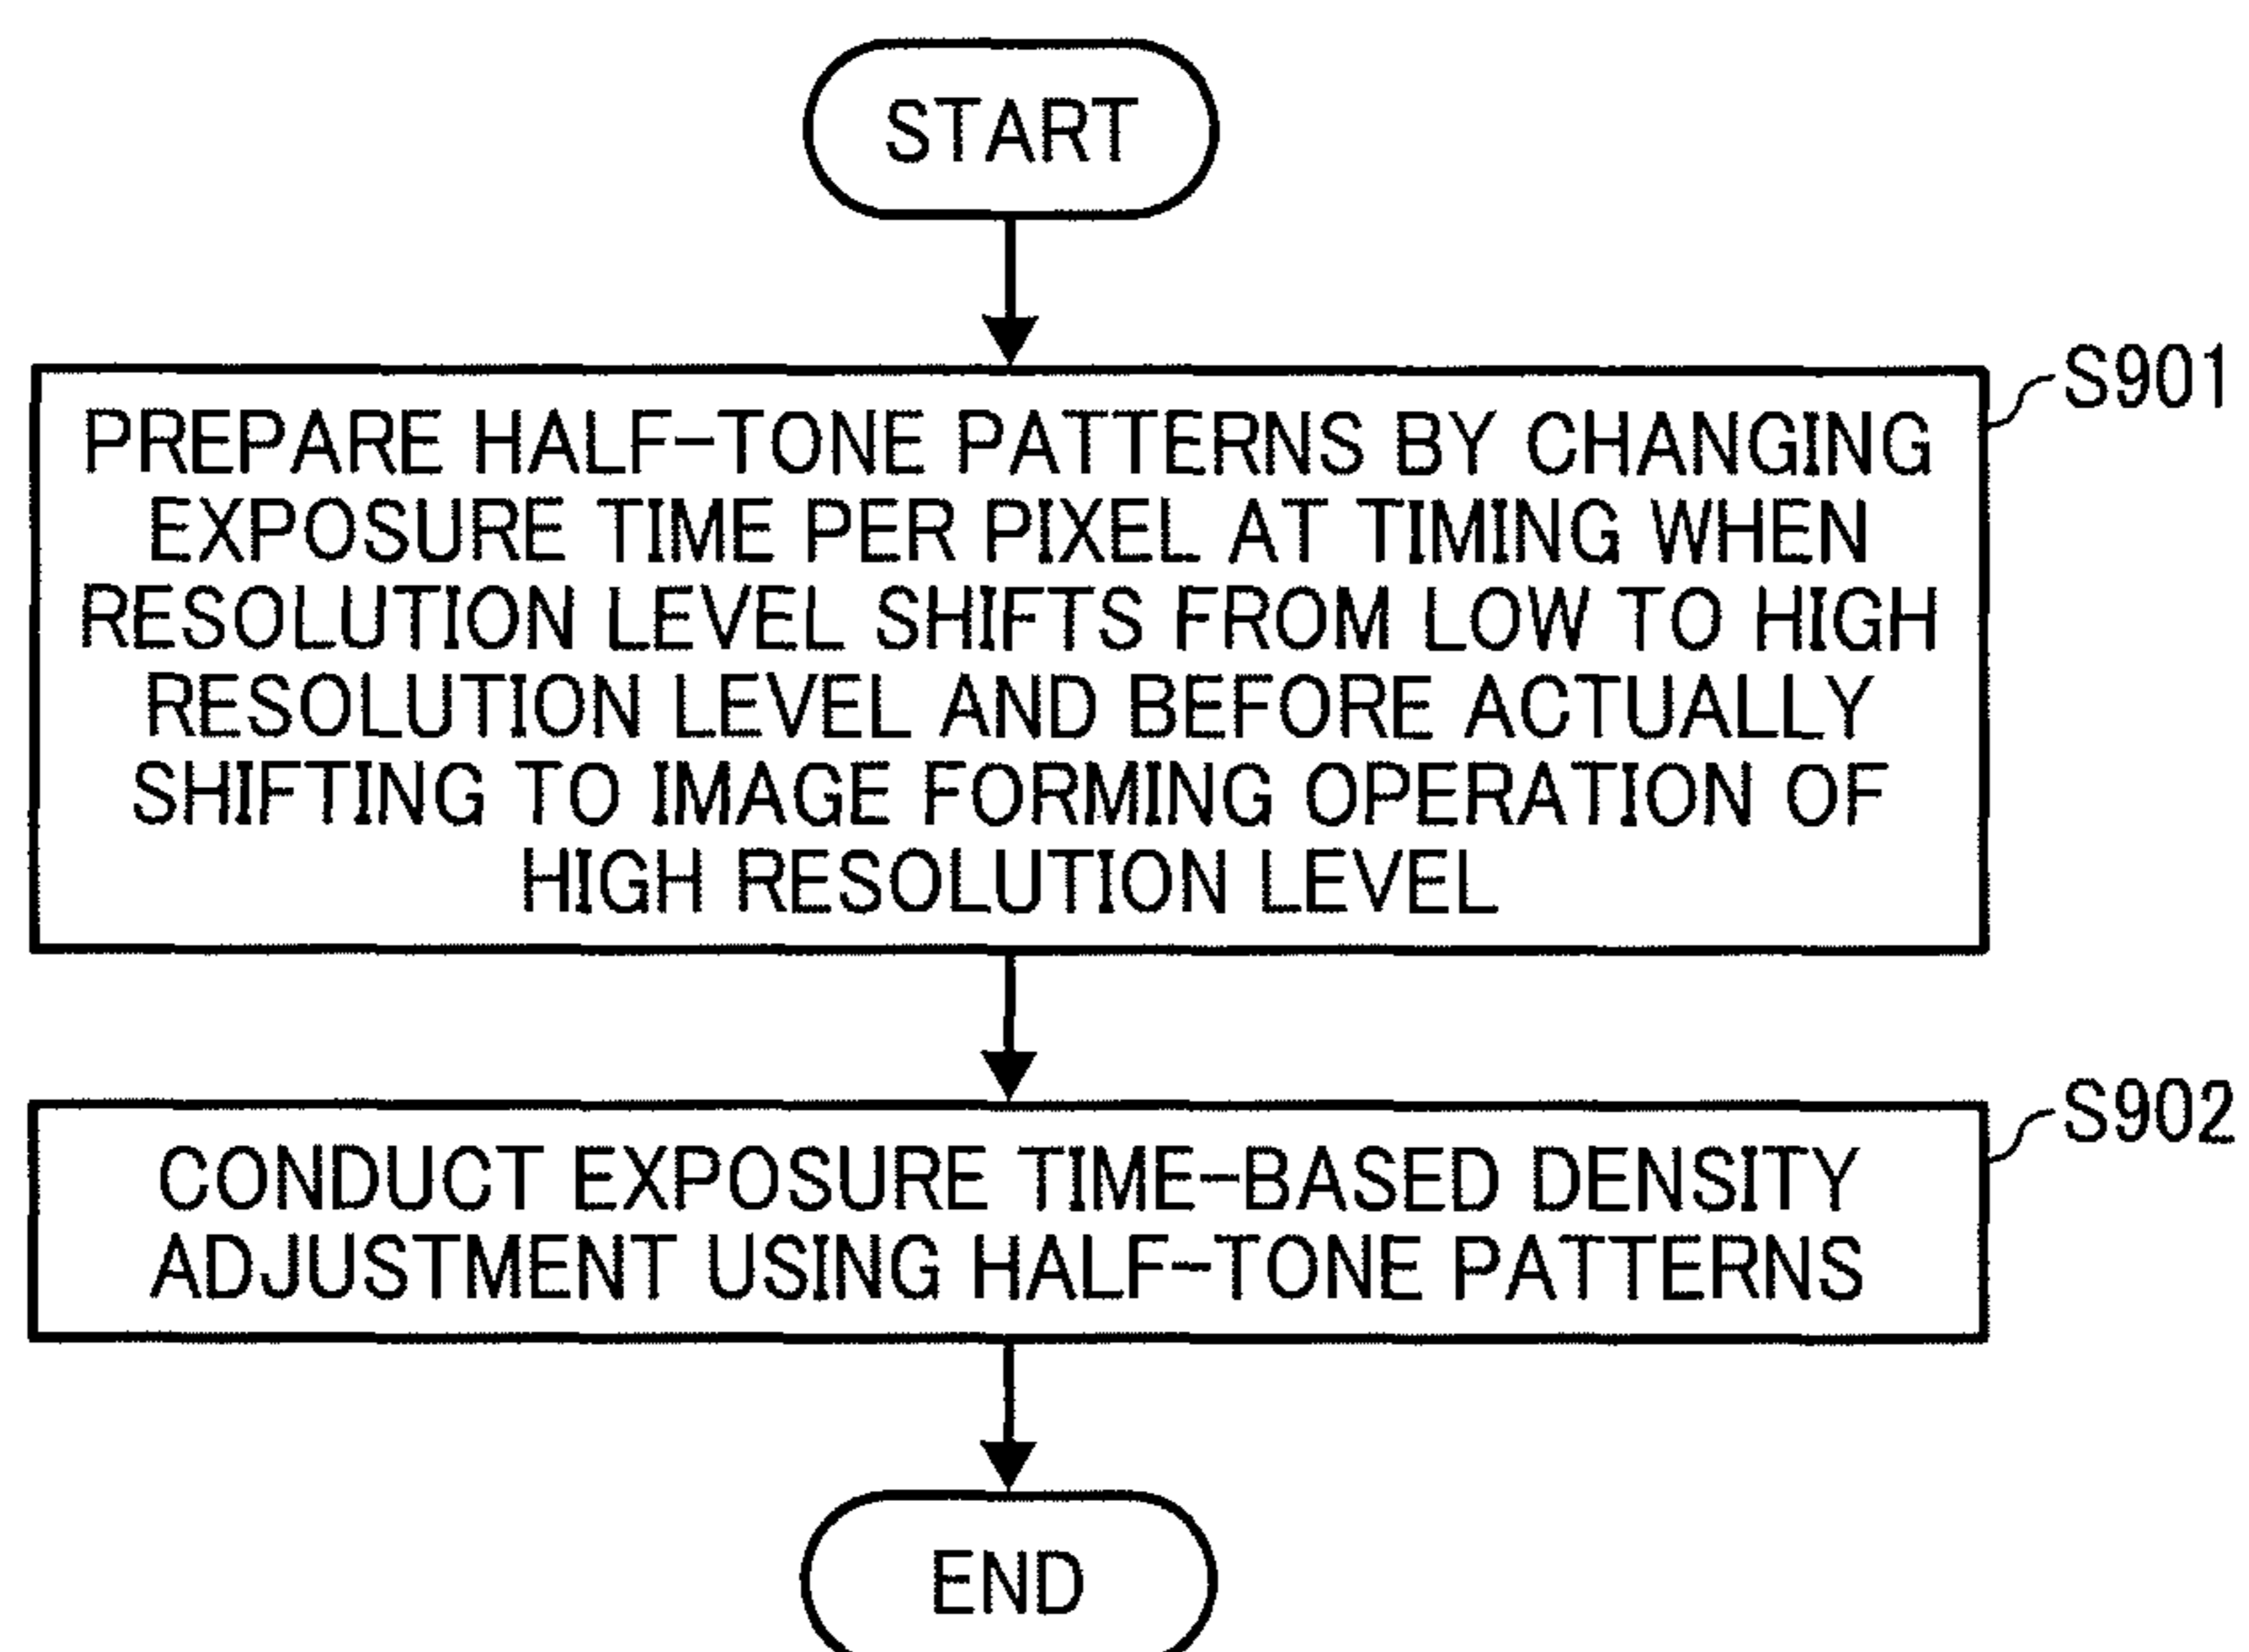 START
S901
PREPARE HALF-TONE PATTERNS BY CHANGING
EXPOSURE TIME PER PIXEL AT TIMING WHEN
RESOLUTION LEVEL SHIFTS FROM LOW TO HIGH
RESOLUTION LEVEL AND BEFORE ACTUALLY
SHIFTING TO IMAGE FORMING OPERATION OF
HIGH RESOLUTION LEVEL
S902
CONDUCT EXPOSURE TIME-BASED DENSITY
ADJUSTMENT USING HALF-TONE PATTERNS
END